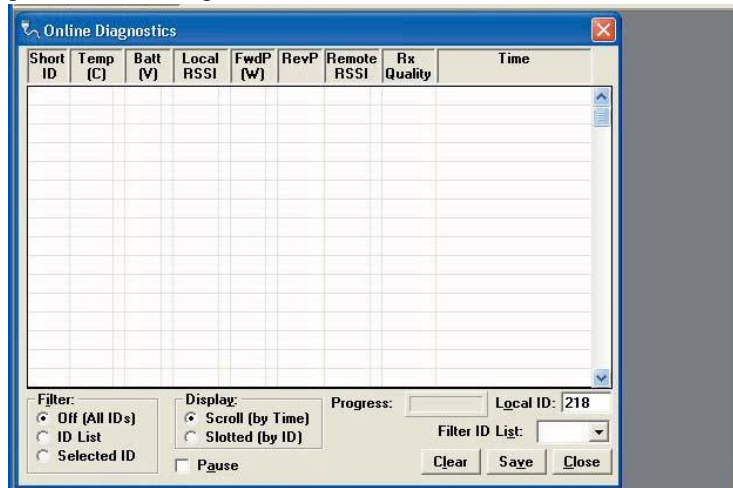 Online Diagnostics
Short ID Temp (C) Batt (V) Local RSSI FwdP (W) RevP Remote RSSI Rx Quality Time
Filter: Display: Progress: Local ID: 218
Off (All IDs) Scroll (by Time)
ID List Slotted (by ID) Filter ID List:
Selected ID Pause Clear Save Close